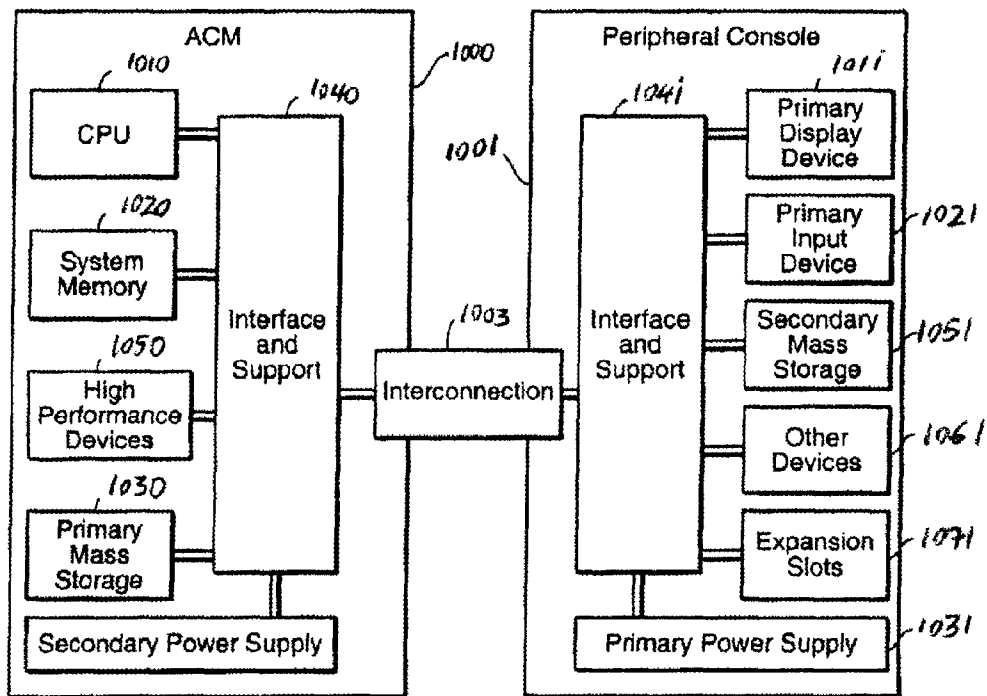 ACM
1000
1010
CPU
1040
1020
System
Memory
1050
High
Performance
Devices
1030
Primary
Mass
Storage
Interface
and
Support
Secondary Power Supply
1003
Interconnection
Peripheral Console
1001
1041
Interface
and
Support
1011
Primary
Display
Device
Primary
Input
Device
1021
Secondary
Mass
Storage
1051
Other
Devices
1061
Expansion
Slots
1071
Primary Power Supply
1031